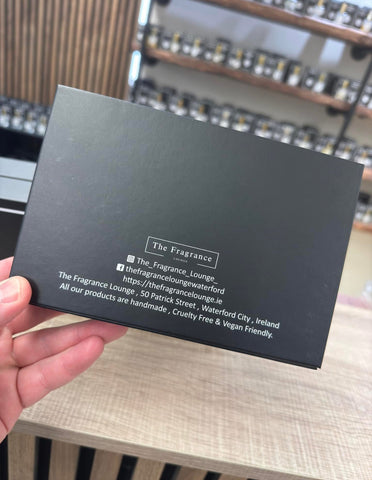 The Fragrance
LOUNGE
The_Fragrance_Lounge_
thefragranceloungewaterford
https://thefragrancelounge.ie
The Fragrance Lounge , 50 Patrick Street , Waterford City , Ireland
All our products are handmade , Cruelty Free & Vegan Friendly.